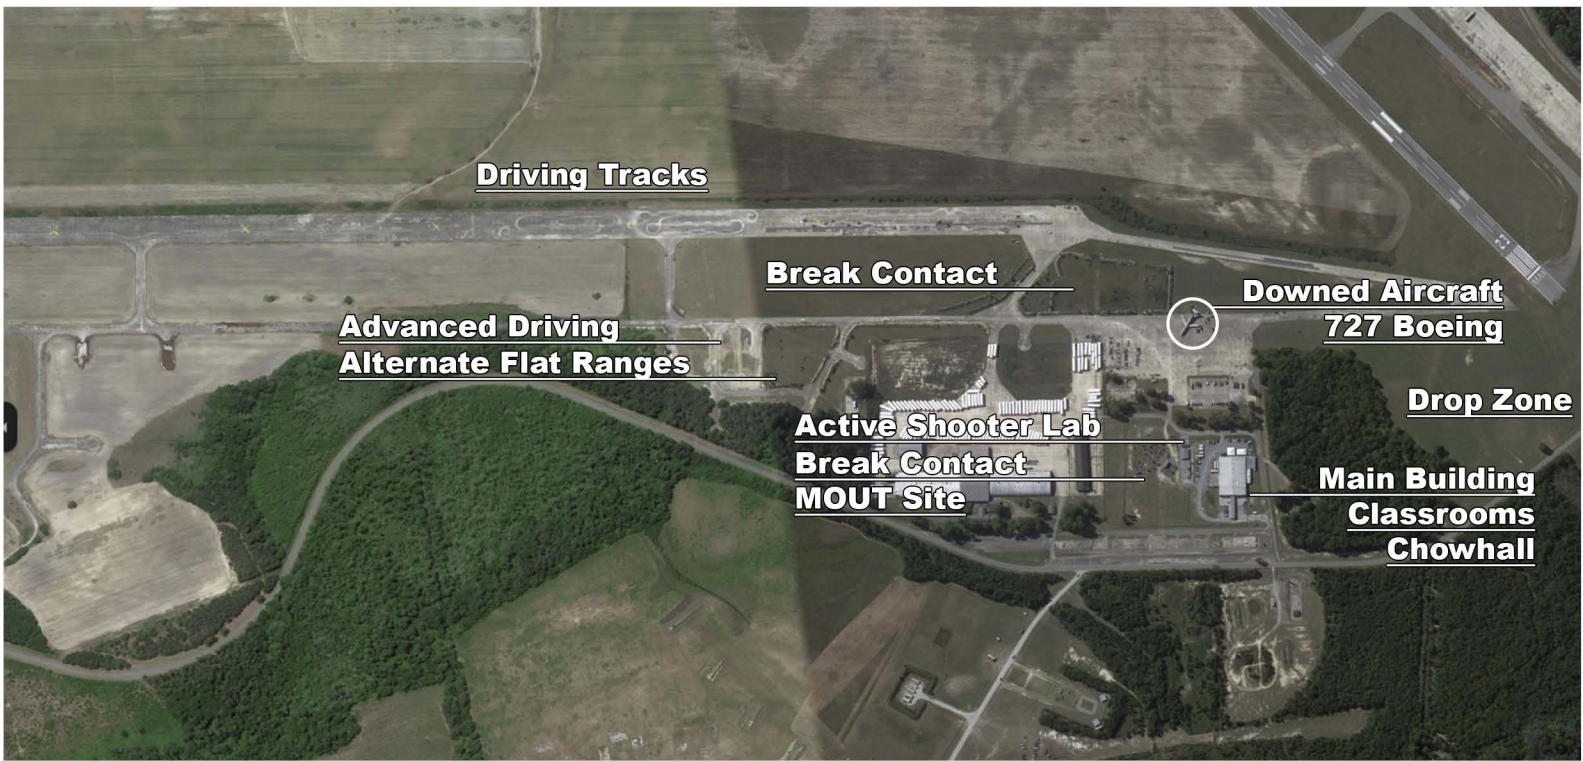 Driving Tracks
Break Contact
Downed Aircraft
727 Boeing
Advanced Driving
Alternate Flat Ranges
Drop Zone
Active Shooter Lab
Break Contact
MOUT Site
Main Building
Classrooms
Chowhall
23